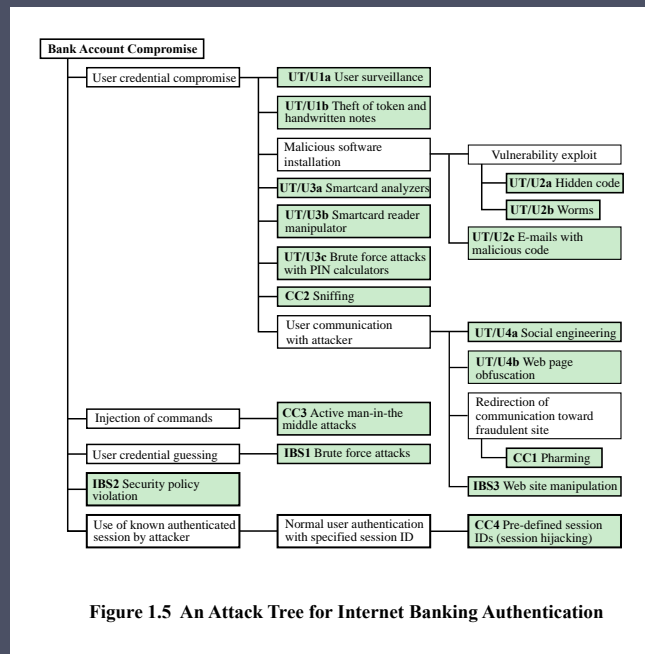 Bank Account Compromise
User credential compromise
UT/U1a User surveillance
UT/U1b Theft of token and
handwritten notes
Malicious software
installation
Vulnerability exploit
UT/U2a Hidden code
UT/U2b Worms
UT/U2c E-mails with
malicious code
UT/U3a Smartcard analyzers
UT/U3b Smartcard reader
manipulator
UT/U3c Brute force attacks
with PIN calculators
CC2 Sniffing
User communication
with attacker
UT/U4a Social engineering
UT/U4b Web page
obfuscation
Redirection of
communication toward
fraudulent site
CC1 Pharming
IBS3 Web site manipulation
Injection of commands
CC3 Active man-in-the
middle attacks
User credential guessing
IBS1 Brute force attacks
IBS2 Security policy
violation
Use of known authenticated
session by attacker
Normal user authentication
with specified session ID
CC4 Pre-defined session
IDs (session hijacking)
Figure 1.5 An Attack Tree for Internet Banking Authentication